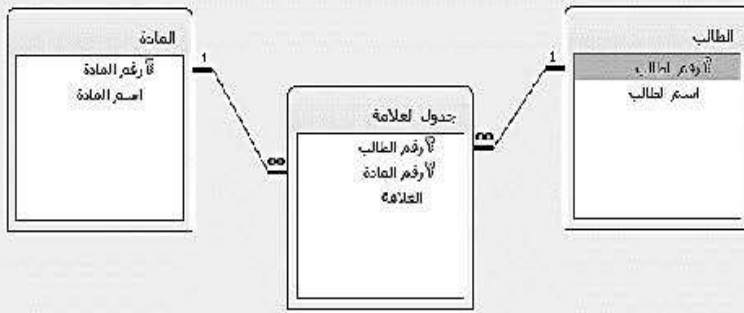 الطالب
رقم الطالب
اسم الطالب
1
∞
جدول العلامة
رقم الطالب
رقم المادة
العلامة
∞
1
المادة
رقم المادة
اسم المادة